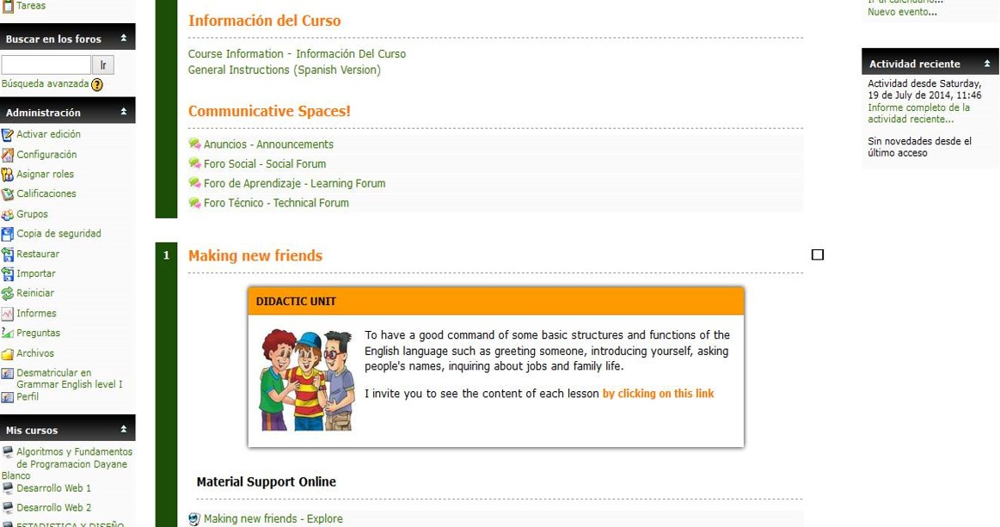 Tareas
Buscar en los foros
Ir
Búsqueda avanzada
Administración
Activar edición
Configuración
Asignar roles
Calificaciones
Grupos
Copia de seguridad
Restaurar
Importar
Reiniciar
Informes
Preguntas
Archivos
Desmatricular en
Grammar English level I
Perfil
Mis cursos
Algoritmos y Fundamentos
de Programacion Dayane
Blanco
Desarrollo Web 1
Desarrollo Web 2
ESTADISTICA Y DISEÑO
Información del Curso
Course Information - Información Del Curso
General Instructions (Spanish Version)
Communicative Spaces!
Anuncios - Announcements
Foro Social - Social Forum
Foro de Aprendizaje - Learning Forum
Foro Técnico - Technical Forum
1
Making new friends
DIDACTIC UNIT
To have a good command of some basic structures and functions of the
English language such as greeting someone, introducing yourself, asking
people's names, inquiring about jobs and family life.
I invite you to see the content of each lesson by clicking on this link
Material Support Online
Making new friends - Explore
Ir al calendario...
Nuevo evento...
Actividad reciente
Actividad desde Saturday,
19 de July de 2014, 11:46
Informe completo de la
actividad reciente...
Sin novedades desde el
último acceso